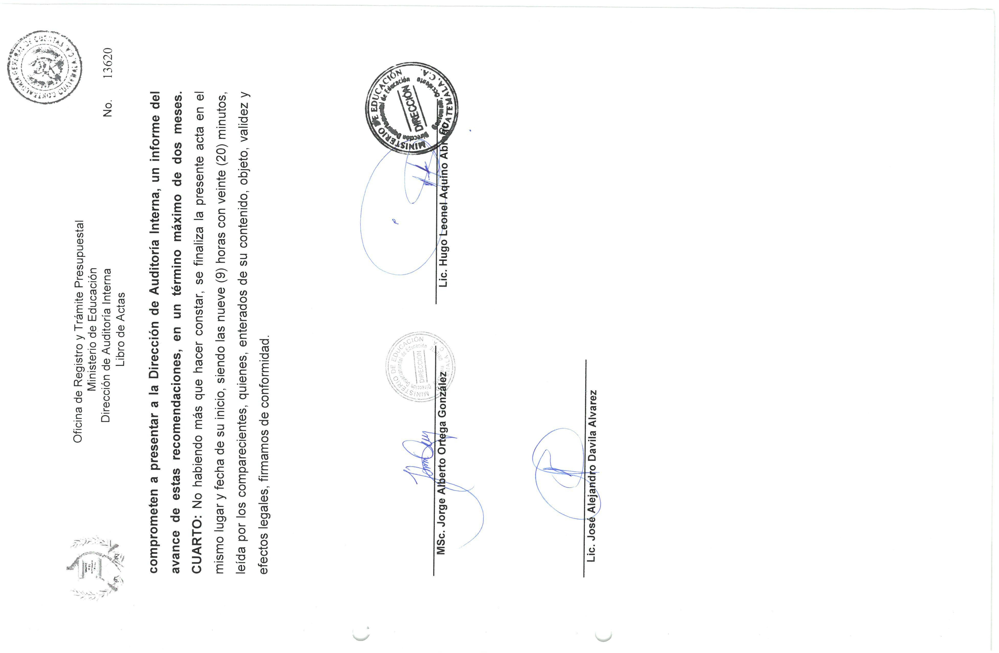 Oficina de Registro y Trámite Presupuestal
Ministerio de Educación
Dirección de Auditoría Interna
Libro de Actas
No. 13620
comprometen a presentar a la Dirección de Auditoría Interna, un informe del
avance de estas recomendaciones, en un término máximo de dos meses.
CUARTO: No habiendo más que hacer constar, se finaliza la presente acta en el
mismo lugar y fecha de su inicio, siendo las nueve (9) horas con veinte (20) minutos,
leída por los comparecientes, quienes, enterados de su contenido, objeto, validez y
efectos legales, firmamos de conformidad.
MINISTERIO DE EDUCACIÓN
Dirección Departamental de Educación
DIRECCION
GUATEMALA, C. A.
MSc. Jorge Alberto Ortega González
MINISTERIO DE EDUCACIÓN
Dirección Departamental de Educación
DIRECCIÓN
Occidente
GUATEMALA, C.A.
Lic. Hugo Leonel Aquino
Lic. José Alejandro Davila Alvarez